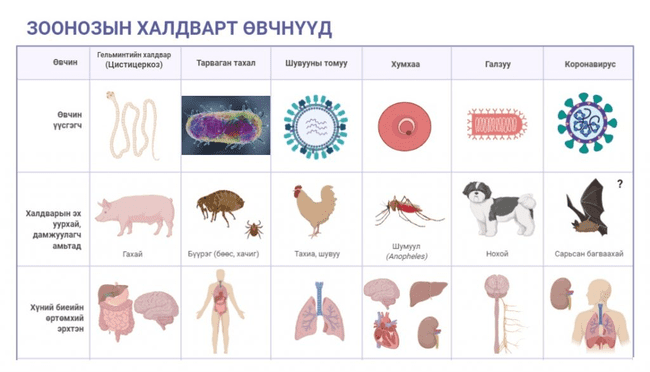 ЗООНОЗЫН ХАЛДВАРТ ӨВЧНҮҮД
Өвчин
Гельминтийн халдвар
(Цистицеркоз)
Тарваган тахал
Шувууны томуу
Хумхаа
Галзуу
Коронавирус
Өвчин
үүсгэгч
Халдварын эх
уурхай,
дамжуулагч
амьтад
Гахай
Бүүрэг (бөөс, хачиг)
Тахиа, шувуу
Шумуул
(Anopheles)
Нохой
?
Сарьсан багваахай
Хүний биеийн
өртөмхий
эрхтэн